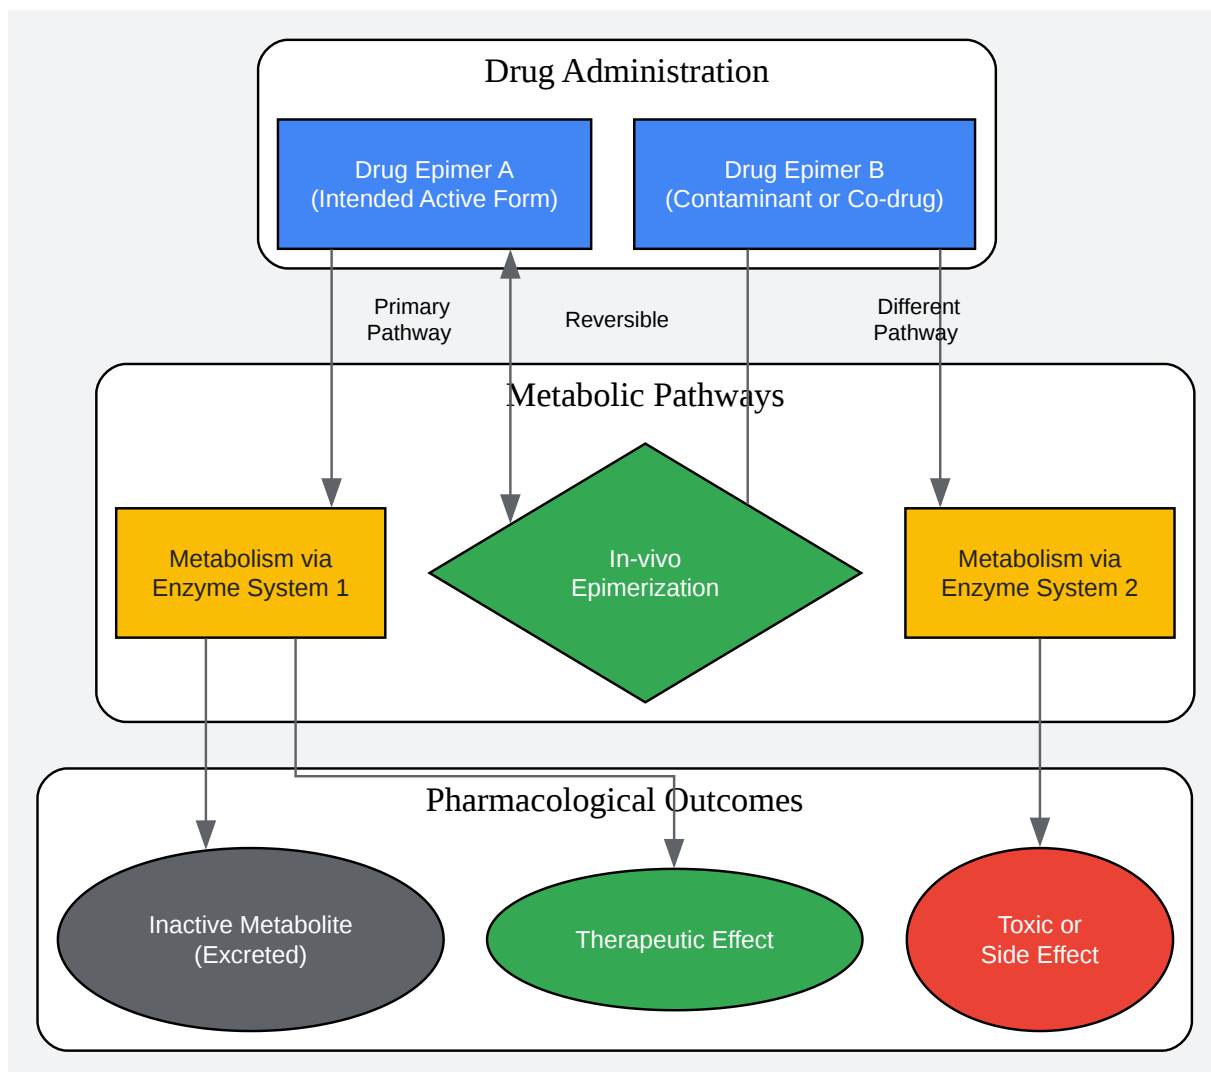 Drug Administration
Drug Epimer A
(Intended Active Form)
Drug Epimer B
(Contaminant or Co-drug)
Primary
Pathway
Reversible
Different
Pathway
Metabolic Pathways
Metabolism via
Enzyme System 1
In-vivo
Epimerization
Metabolism via
Enzyme System 2
Pharmacological Outcomes
Inactive Metabolite
(Excreted)
Therapeutic Effect
Toxic or
Side Effect